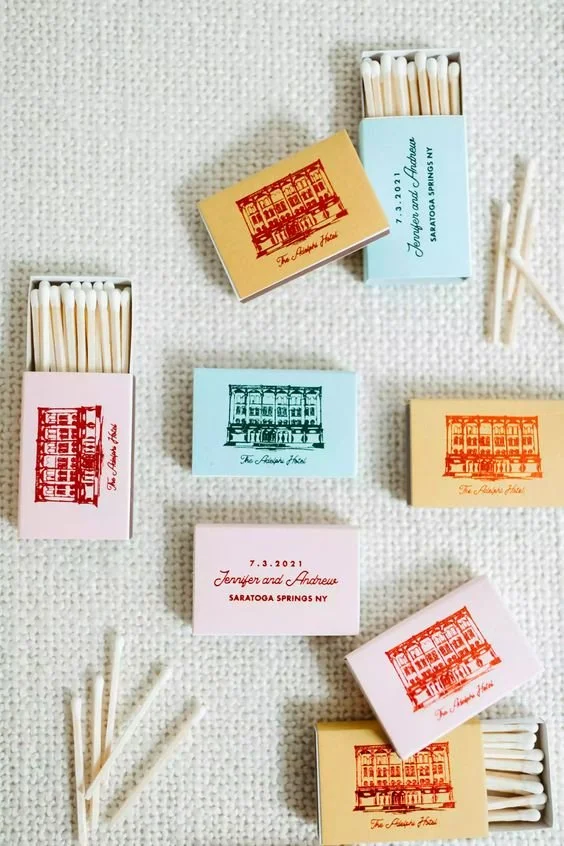 7.3.2021
Jennifer and Andrew
SARATOGA SPRINGS NY
The Adelphi Hotel
The Adelphi Hotel
The Adelphi Hotel
The Adelphi Hotel
7.3.2021
Jennifer and Andrew
SARATOGA SPRINGS NY
The Adelphi Hotel
The Adelphi Hotel